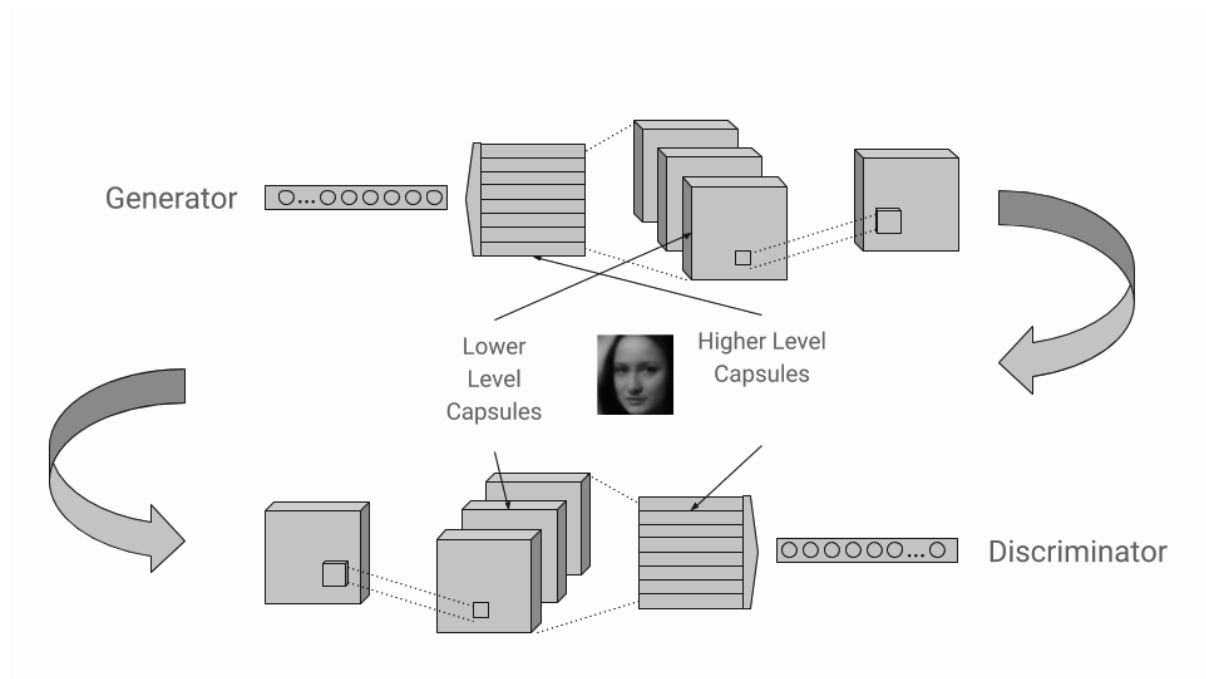 Generator
Lower
Level
Capsules
Higher Level
Capsules
Discriminator